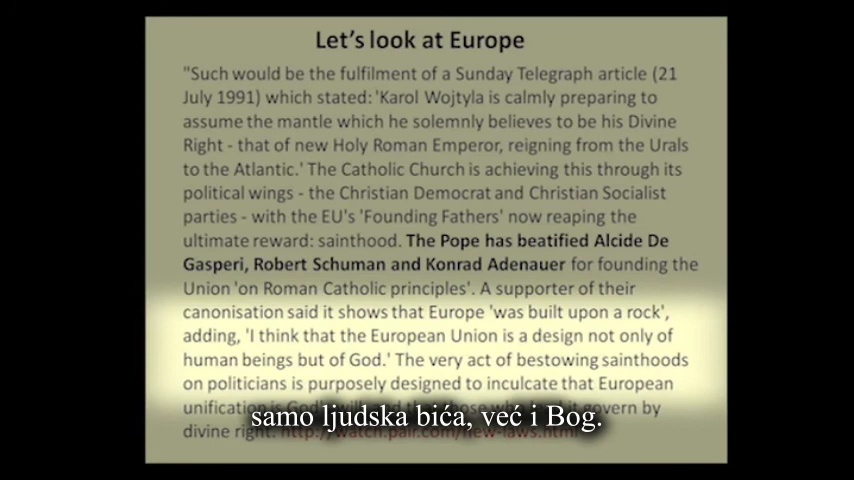 Let's look at Europe
"Such would be the fulfilment of a Sunday Telegraph article (21
July 1991) which stated: 'Karol Wojtyla is calmly preparing to
assume the mantle which he solemnly believes to be his Divine
Right - that of new Holy Roman Emperor, reigning from the Urals
to the Atlantic.' The Catholic Church is achieving this through its
political wings - the Christian Democrat and Christian Socialist
parties - with the EU's 'Founding Fathers' now reaping the
ultimate reward: sainthood. The Pope has beatified Alcide De
Gasperi, Robert Schuman and Konrad Adenauer for founding the
Union 'on Roman Catholic principles'. A supporter of their
canonisation said it shows that Europe 'was built upon a rock',
adding, 'I think that the European Union is a design not only of
human beings but of God.' The very act of bestowing sainthoods
on politicians is purposely designed to inculcate that European
unification is God's will and govern by
divine right.
samo ljudska bića, već i Bog.